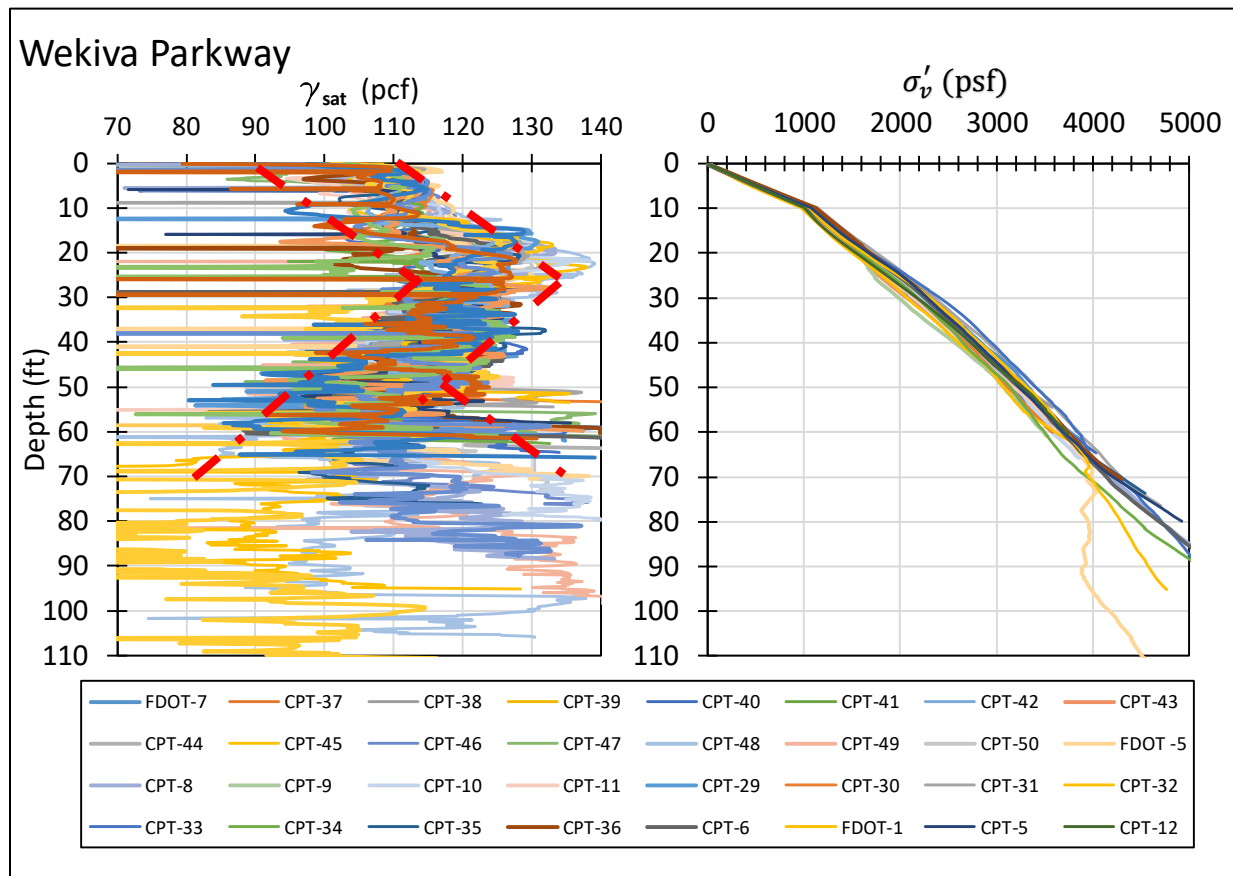 Wekiva Parkway
γsat (pcf)
σ′v (psf)
70 80 90 100 110 120 130 140
0 1000 2000 3000 4000 5000
Depth (ft)
0
10
20
30
40
50
60
70
80
90
100
110
0
10
20
30
40
50
60
70
80
90
100
110
FDOT-7 CPT-37 CPT-38 CPT-39 CPT-40 CPT-41 CPT-42 CPT-43
CPT-44 CPT-45 CPT-46 CPT-47 CPT-48 CPT-49 CPT-50 FDOT -5
CPT-8 CPT-9 CPT-10 CPT-11 CPT-29 CPT-30 CPT-31 CPT-32
CPT-33 CPT-34 CPT-35 CPT-36 CPT-6 FDOT-1 CPT-5 CPT-12